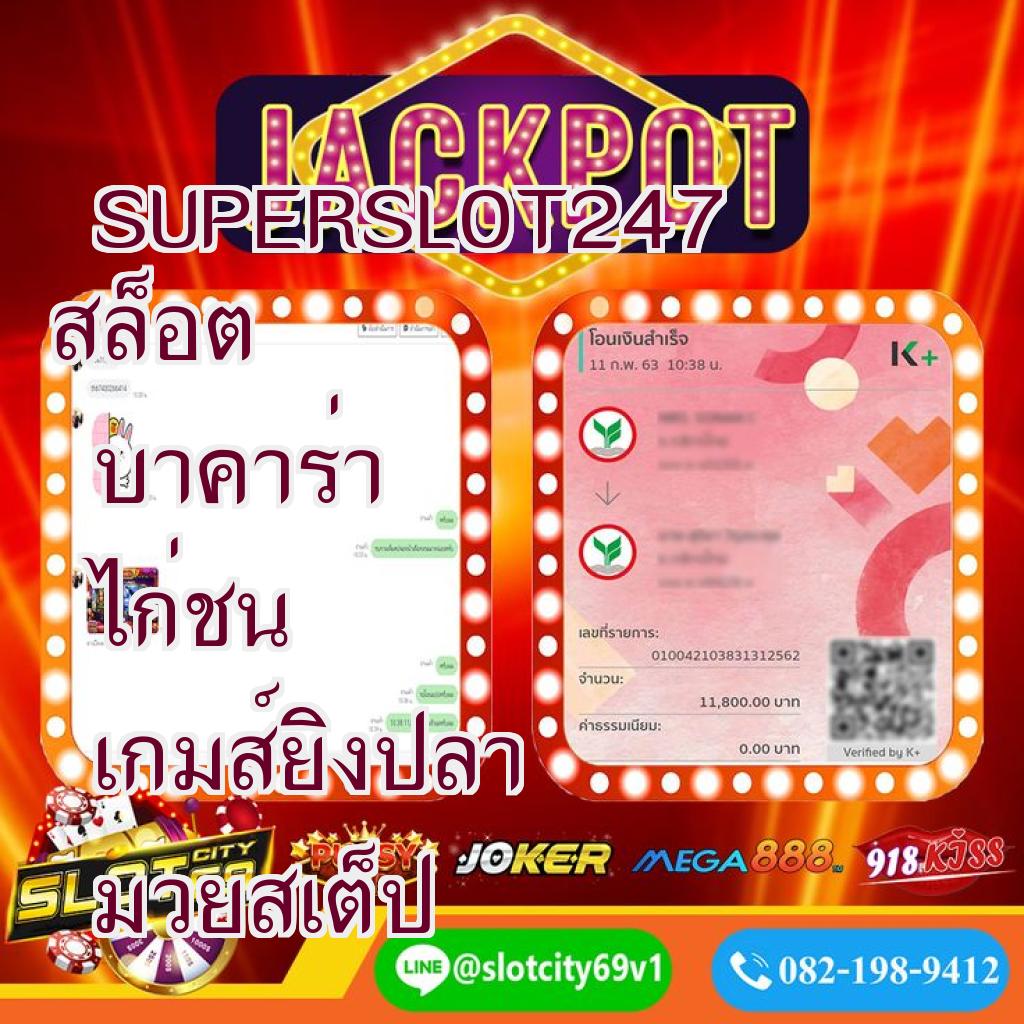 JACKPOT
SUPERSLOT247
สล็อต
บาคาร่า
ไก่ชน
เกมส์ยิงปลา
มวยสเต็ป
โอนเงินสำเร็จ
11 ก.พ. 63 10:38 น.
K+
เลขที่รายการ:
010042103831312562
จำนวน:
11,800.00 บาท
ค่าธรรมเนียม:
0.00 บาท
Verified by K+
SLOT CITY
JOKER
MEGA888
918KISS
LINE @slotcity69v1
082-198-9412